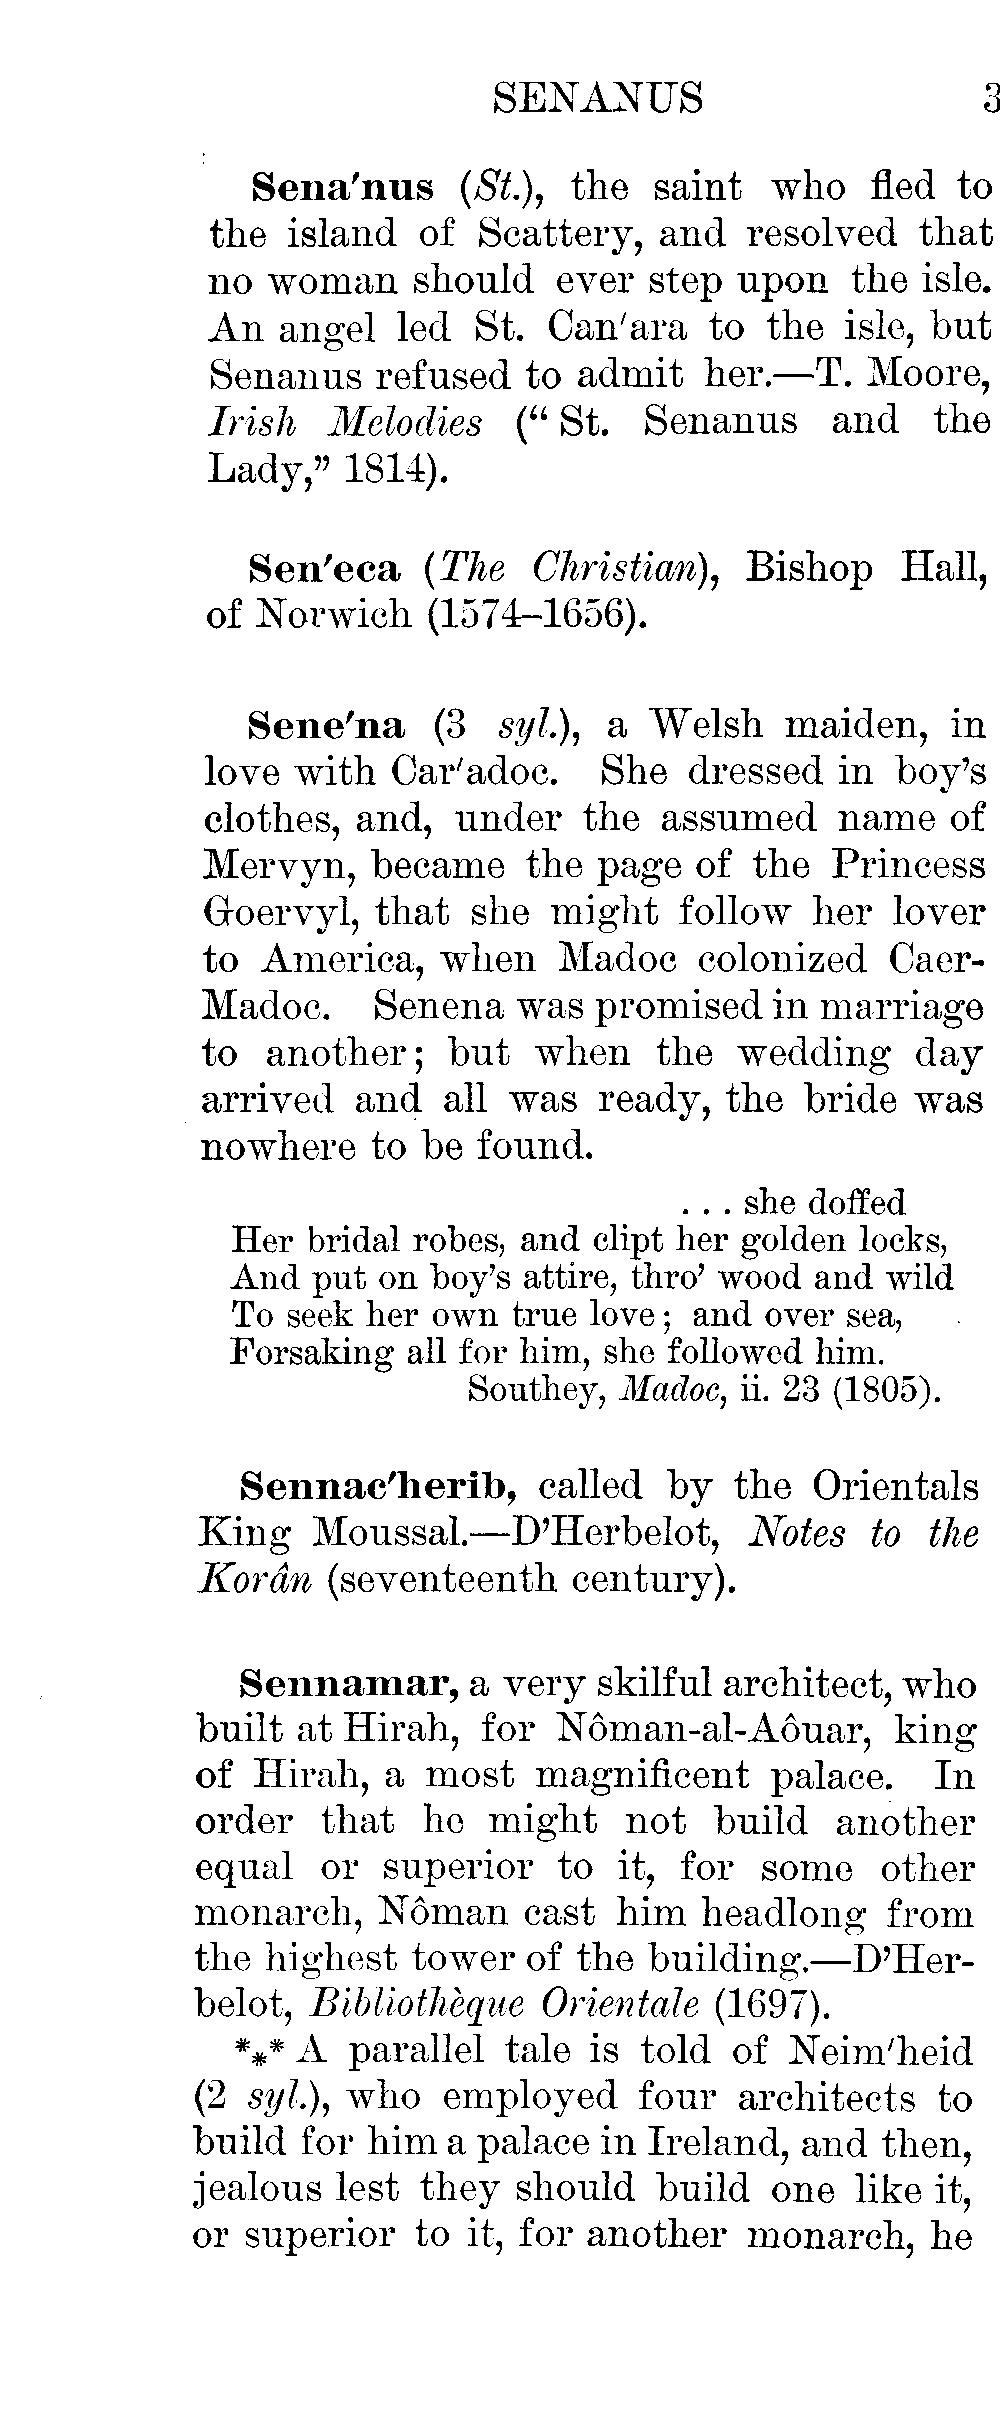 SENANUS 3
Sena'nus (St.), the saint who fled to
the island of Scattery, and resolved that
no woman should ever step upon the isle.
An angel led St. Can'ara to the isle, but
Senanus refused to admit her.—T. Moore,
Irish Melodies (“ St. Senanus and the
Lady,” 1814).
Sen'eca (The Christian), Bishop Hall,
of Norwich (1574–1656).
Sene'na (3 syl.), a Welsh maiden, in
love with Car'adoc. She dressed in boy’s
clothes, and, under the assumed name of
Mervyn, became the page of the Princess
Goervyl, that she might follow her lover
to America, when Madoc colonized Caer-
Madoc. Senena was promised in marriage
to another; but when the wedding day
arrived and all was ready, the bride was
nowhere to be found.
. . . she doffed
Her bridal robes, and clipt her golden locks,
And put on boy’s attire, thro’ wood and wild
To seek her own true love; and over sea,
Forsaking all for him, she followed him.
Southey, Madoc, ii. 23 (1805).
Sennac'herib, called by the Orientals
King Moussal.—D’Herbelot, Notes to the
Korân (seventeenth century).
Sennamar, a very skilful architect, who
built at Hirah, for Nôman-al-Aôuar, king
of Hirah, a most magnificent palace. In
order that he might not build another
equal or superior to it, for some other
monarch, Nôman cast him headlong from
the highest tower of the building.—D’Her-
belot, Bibliothèque Orientale (1697).
*** A parallel tale is told of Neim'heid
(2 syl.), who employed four architects to
build for him a palace in Ireland, and then,
jealous lest they should build one like it,
or superior to it, for another monarch, he